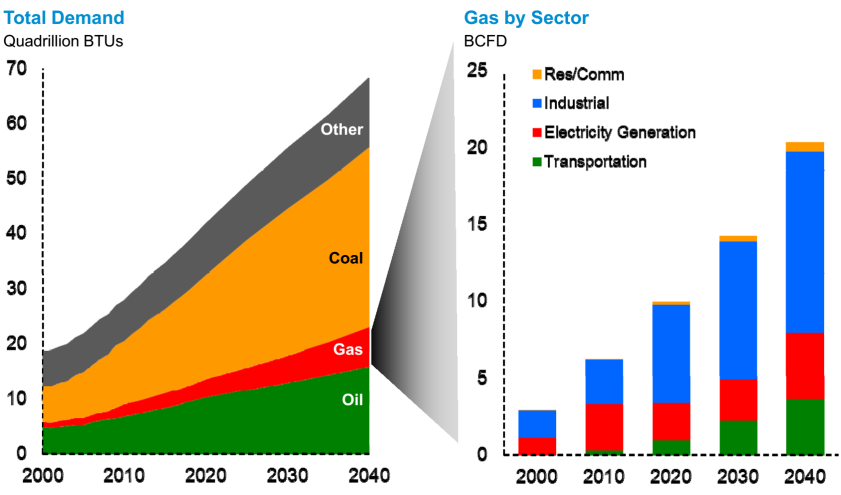 Total Demand
Quadrillion BTUs
70
60
50
40
30
20
10
0
2000 2010 2020 2030 2040
Other
Coal
Gas
Oil
Gas by Sector
BCFD
25
20
15
10
5
0
Res/Comm
Industrial
Electricity Generation
Transportation
2000 2010 2020 2030 2040